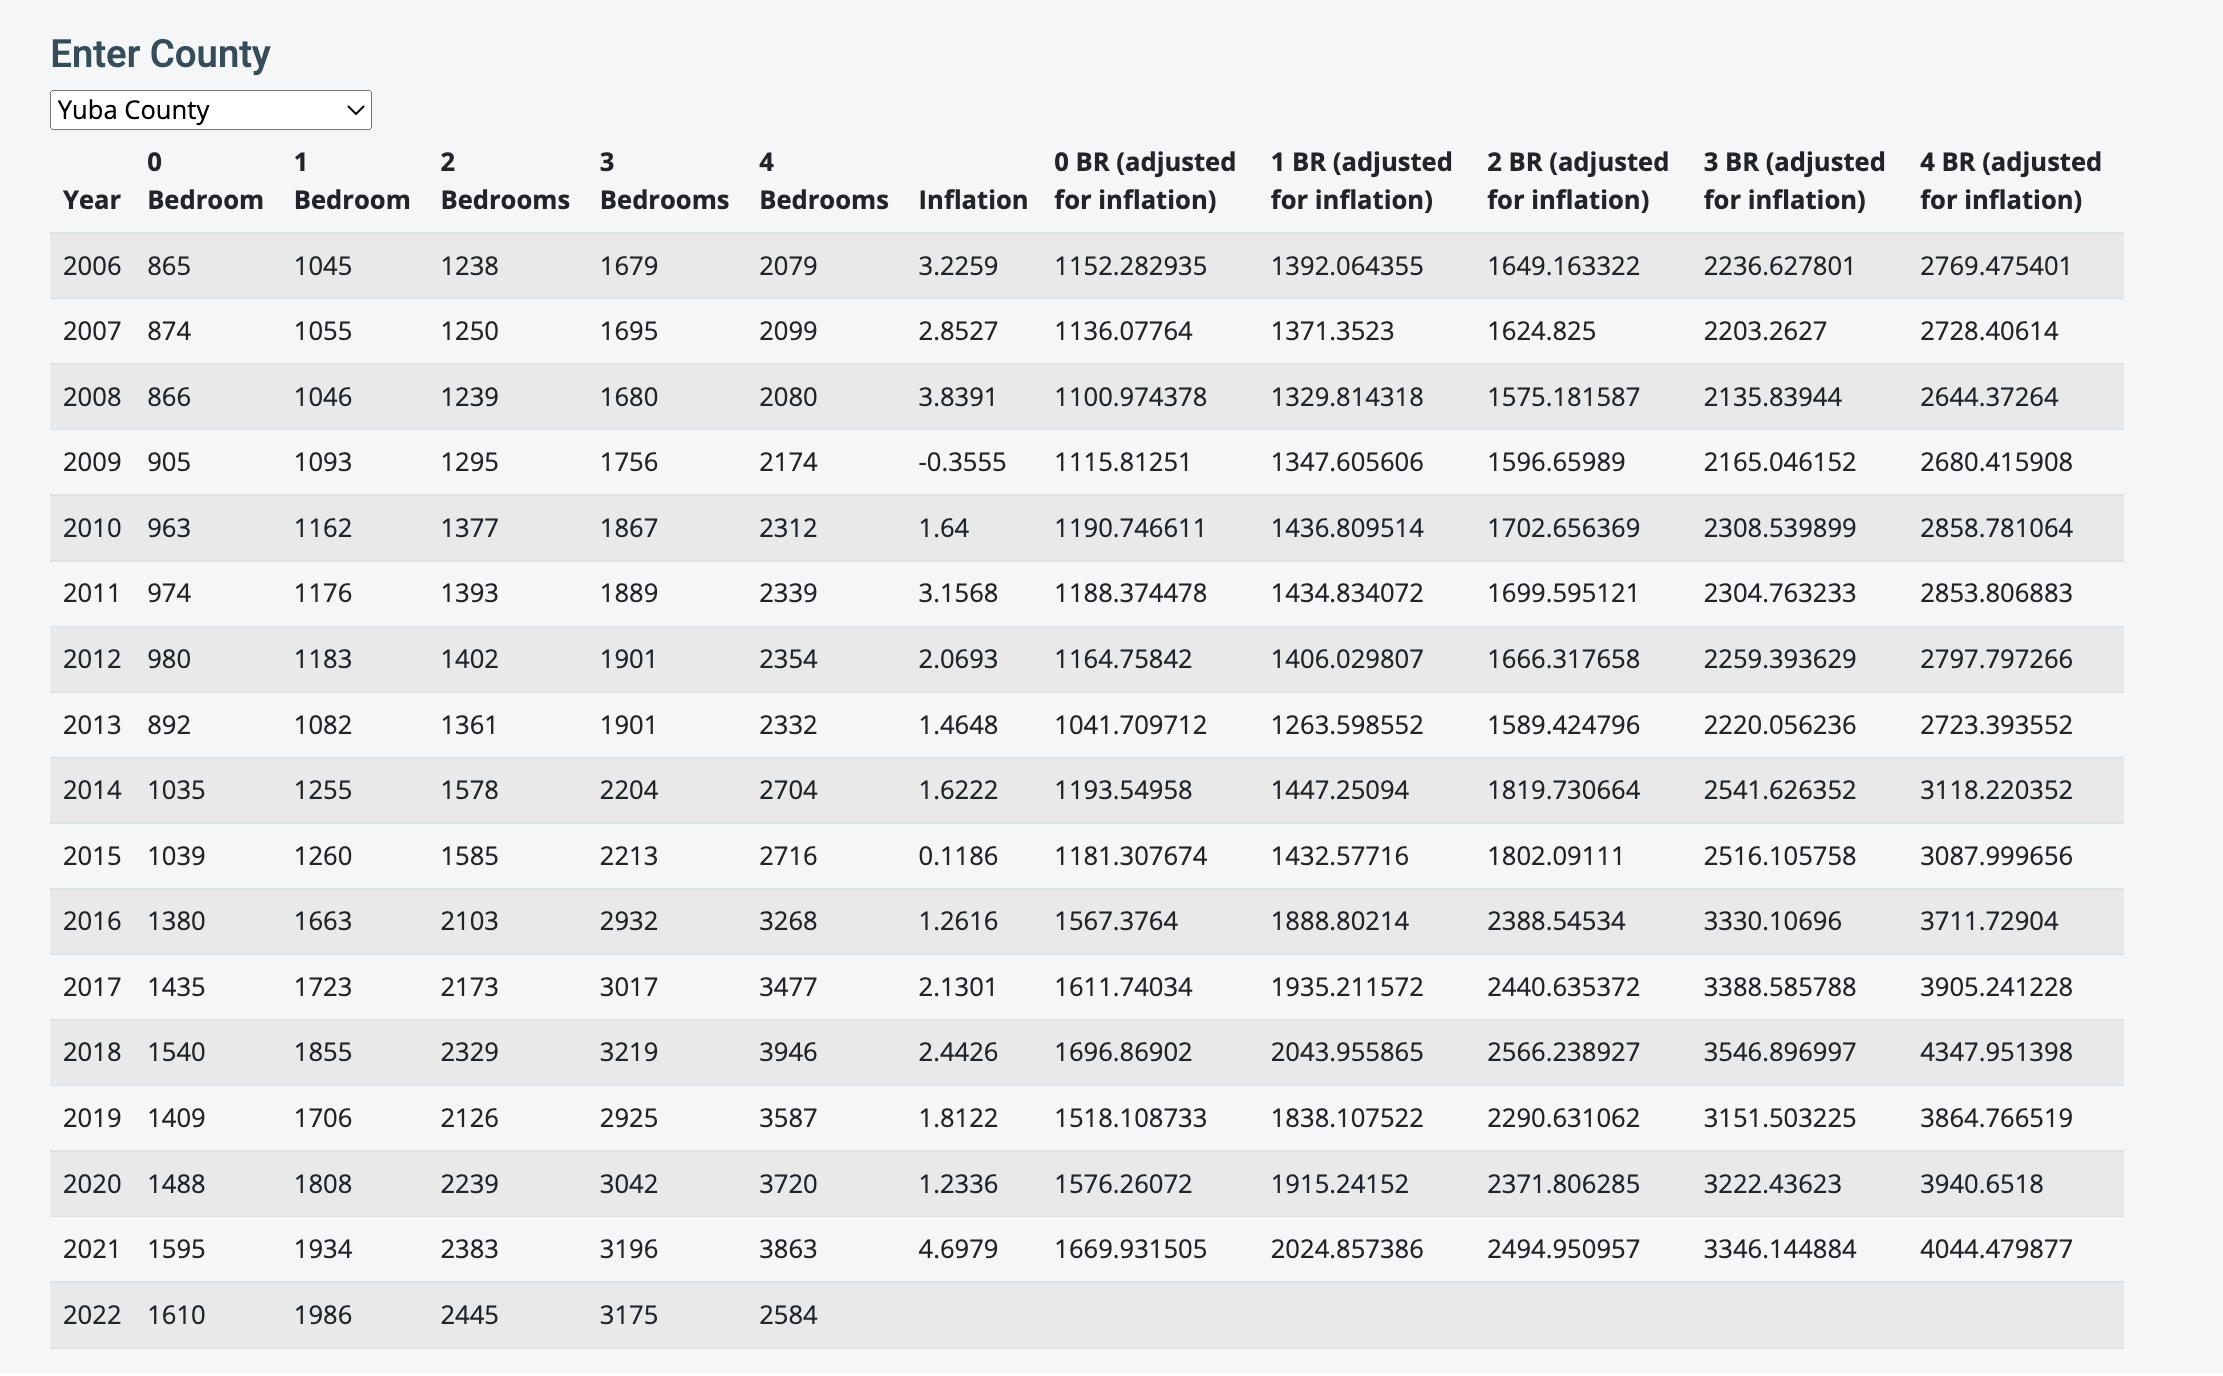 Enter County
Yuba County
0 1 2 3 4 0 BR (adjusted 1 BR (adjusted 2 BR (adjusted 3 BR (adjusted 4 BR (adjusted
Year Bedroom Bedroom Bedrooms Bedrooms Bedrooms Inflation for inflation) for inflation) for inflation) for inflation) for inflation)
2006 865 1045 1238 1679 2079 3.2259 1152.282935 1392.064355 1649.163322 2236.627801 2769.475401
2007 874 1055 1250 1695 2099 2.8527 1136.07764 1371.3523 1624.825 2203.2627 2728.40614
2008 866 1046 1239 1680 2080 3.8391 1100.974378 1329.814318 1575.181587 2135.83944 2644.37264
2009 905 1093 1295 1756 2174 -0.3555 1115.81251 1347.605606 1596.65989 2165.046152 2680.415908
2010 963 1162 1377 1867 2312 1.64 1190.746611 1436.809514 1702.656369 2308.539899 2858.781064
2011 974 1176 1393 1889 2339 3.1568 1188.374478 1434.834072 1699.595121 2304.763233 2853.806883
2012 980 1183 1402 1901 2354 2.0693 1164.75842 1406.029807 1666.317658 2259.393629 2797.797266
2013 892 1082 1361 1901 2332 1.4648 1041.709712 1263.598552 1589.424796 2220.056236 2723.393552
2014 1035 1255 1578 2204 2704 1.6222 1193.54958 1447.25094 1819.730664 2541.626352 3118.220352
2015 1039 1260 1585 2213 2716 0.1186 1181.307674 1432.57716 1802.09111 2516.105758 3087.999656
2016 1380 1663 2103 2932 3268 1.2616 1567.3764 1888.80214 2388.54534 3330.10696 3711.72904
2017 1435 1723 2173 3017 3477 2.1301 1611.74034 1935.211572 2440.635372 3388.585788 3905.241228
2018 1540 1855 2329 3219 3946 2.4426 1696.86902 2043.955865 2566.238927 3546.896997 4347.951398
2019 1409 1706 2126 2925 3587 1.8122 1518.108733 1838.107522 2290.631062 3151.503225 3864.766519
2020 1488 1808 2239 3042 3720 1.2336 1576.26072 1915.24152 2371.806285 3222.43623 3940.6518
2021 1595 1934 2383 3196 3863 4.6979 1669.931505 2024.857386 2494.950957 3346.144884 4044.479877
2022 1610 1986 2445 3175 2584